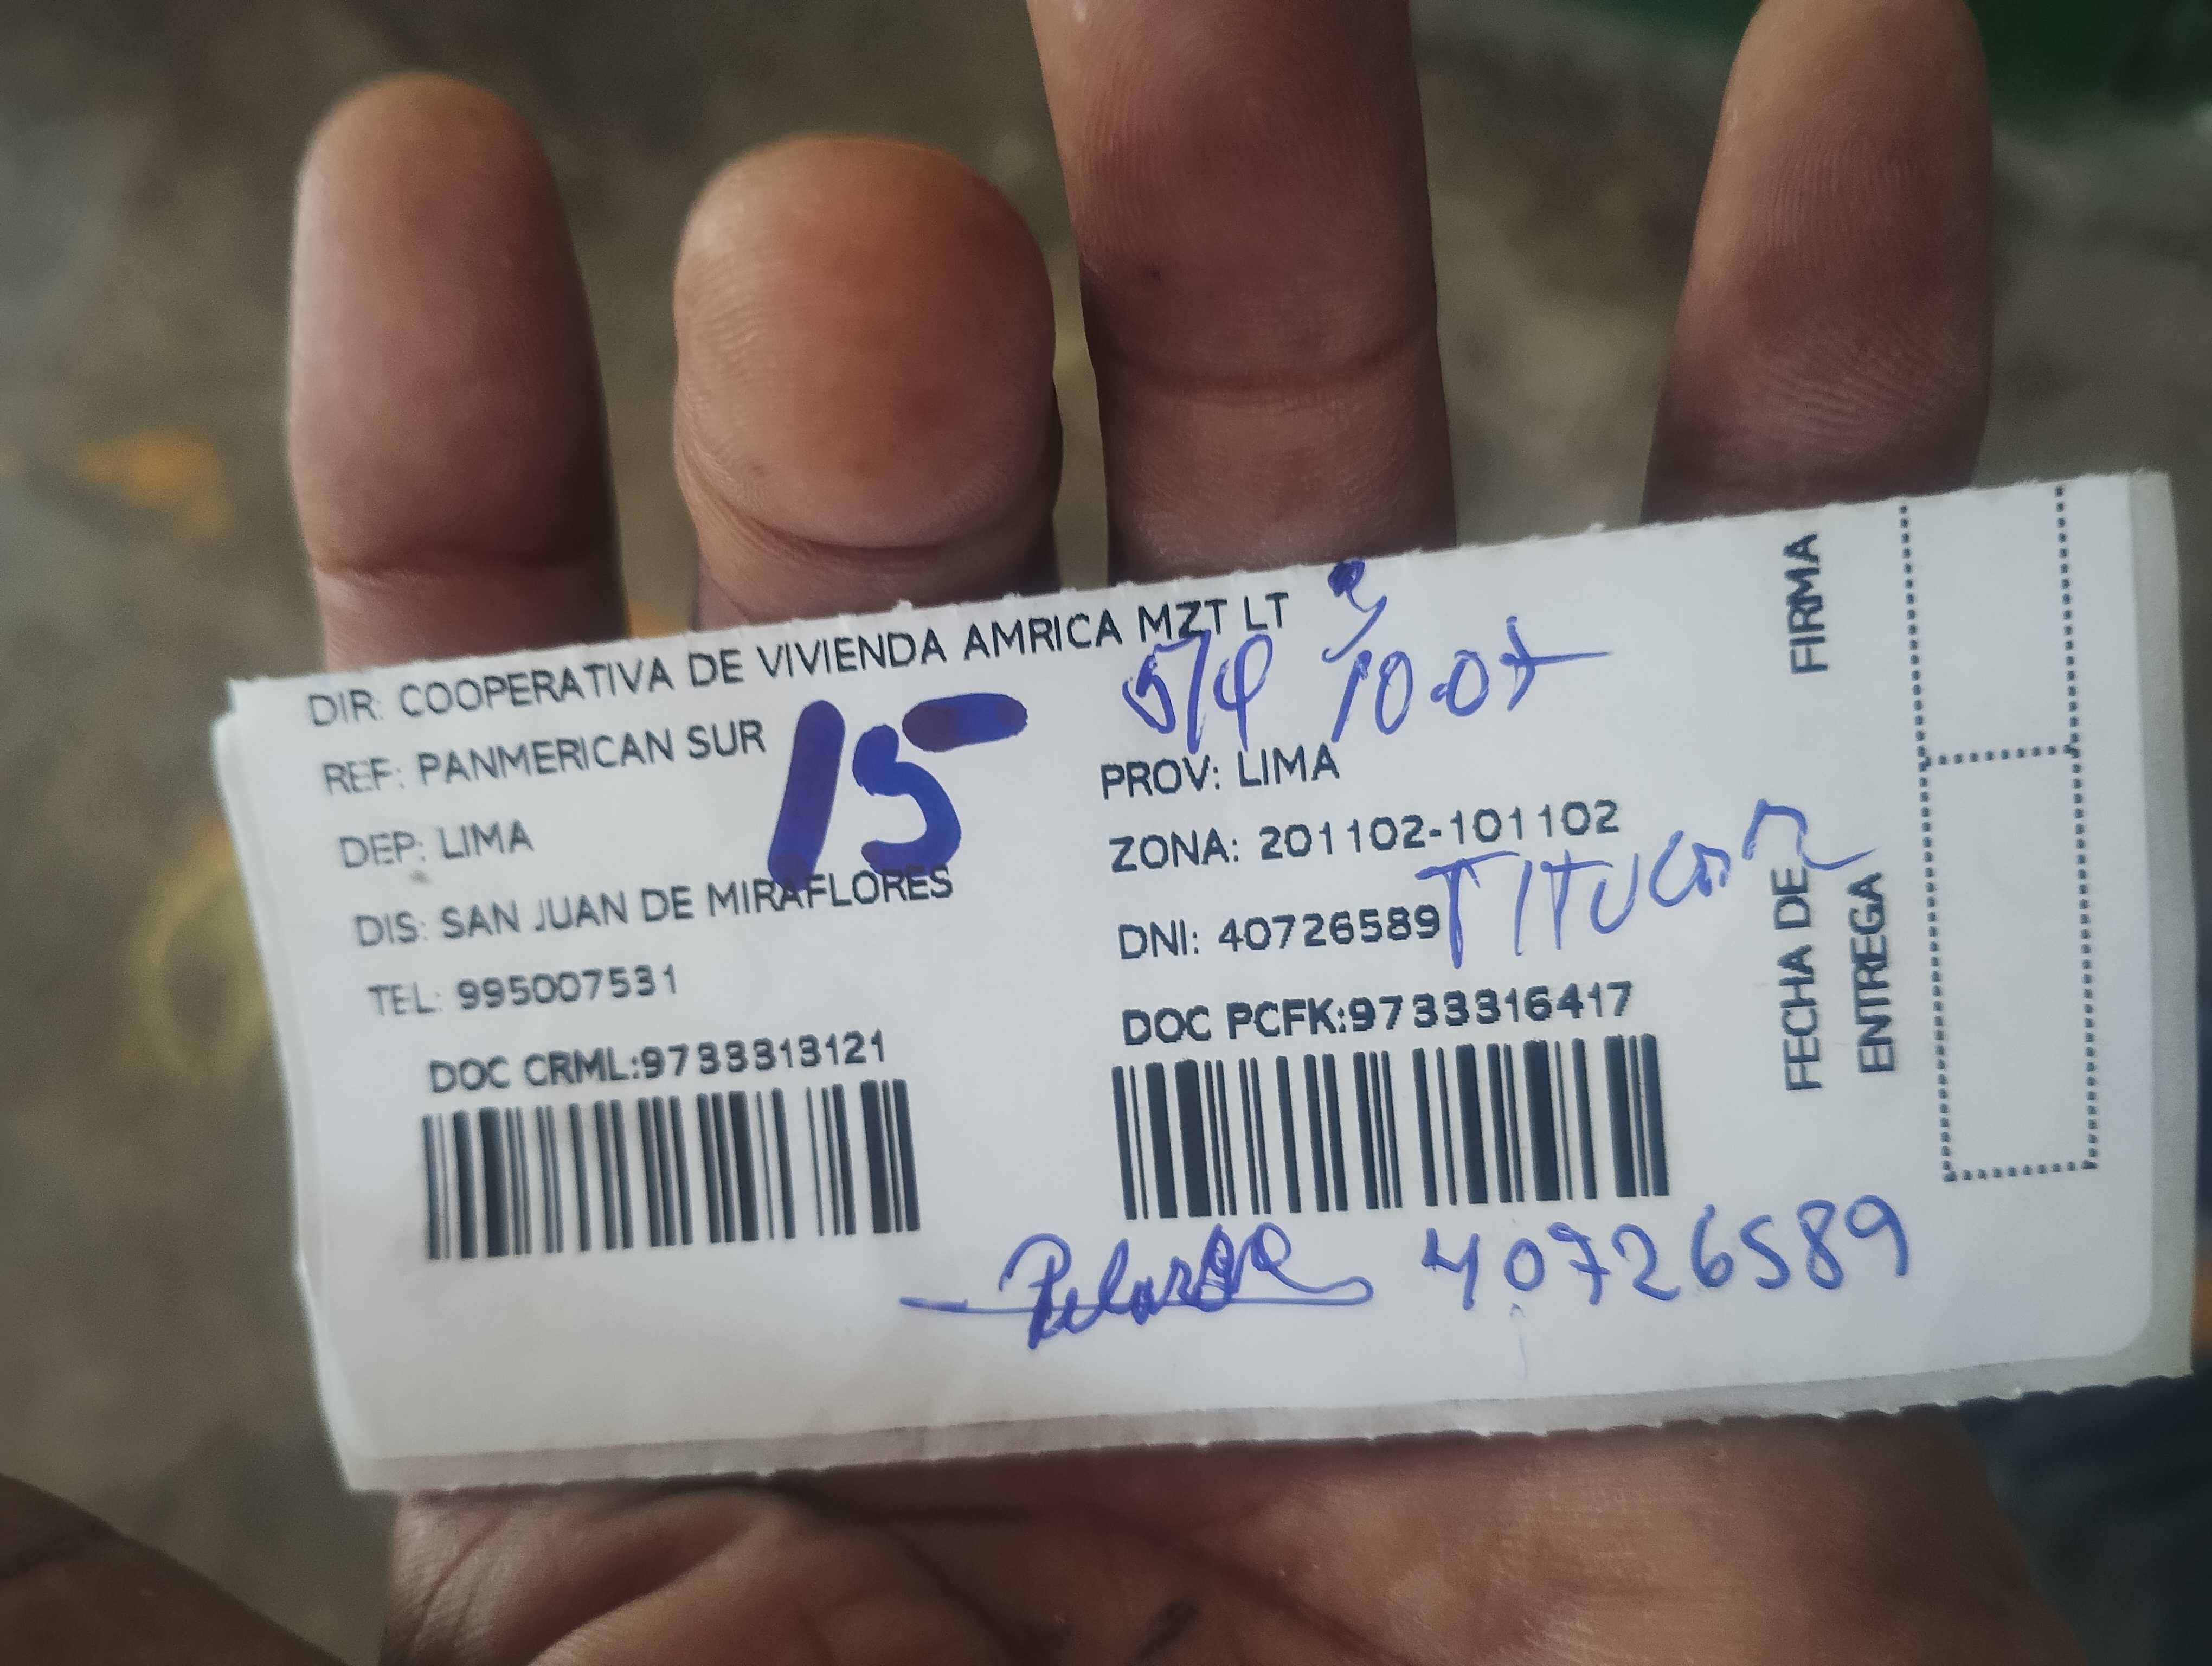 DIR: COOPERATIVA DE VIVIENDA AMRICA MZT LT
REF: PANMERICAN SUR
15
DEP: LIMA
PROV: LIMA
ZONA: 201102-101102
DIS: SAN JUAN DE MIRAFLORES
DNI: 40726589
TEL: 995007531
DOC CRML:9733313121
DOC PCFK:9733316417
FIRMA
FECHA DE
ENTREGA
40726589